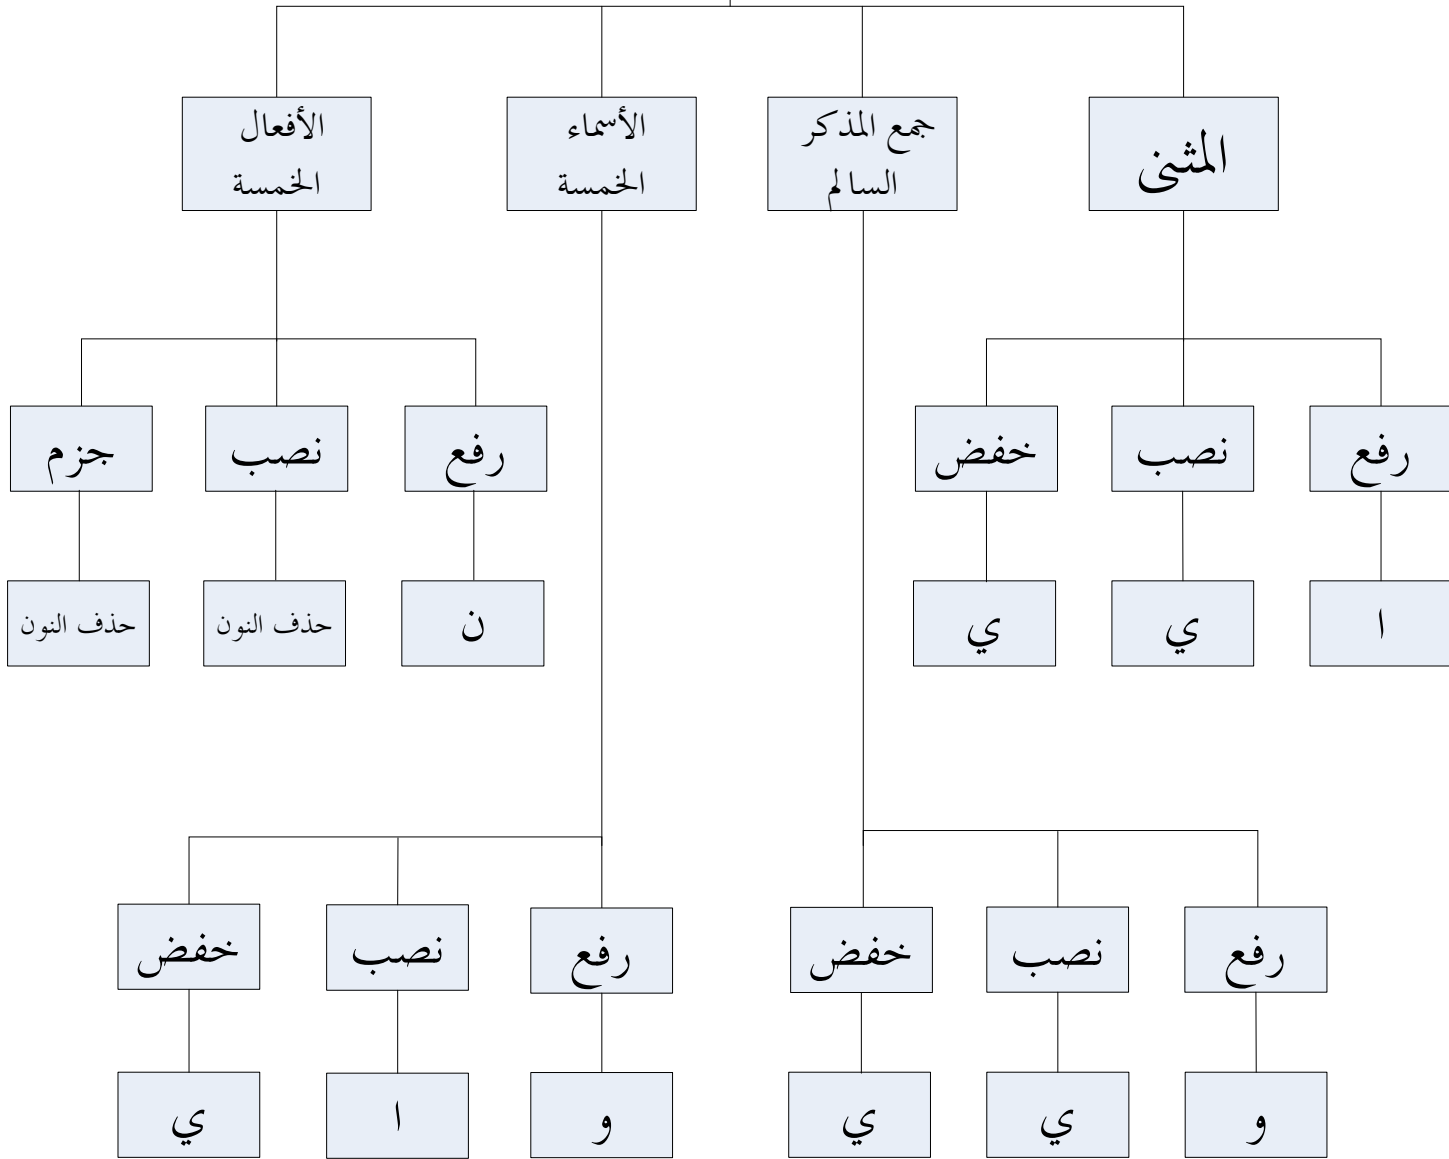 المثنى
جمع المذكر
السالم
الأسماء
الخمسة
الأفعال
الخمسة
رفع
نصب
خفض
رفع
نصب
جزم
ا
ي
ي
ن
حذف النون
حذف النون
رفع
نصب
خفض
رفع
نصب
خفض
و
ي
ي
و
ا
ي